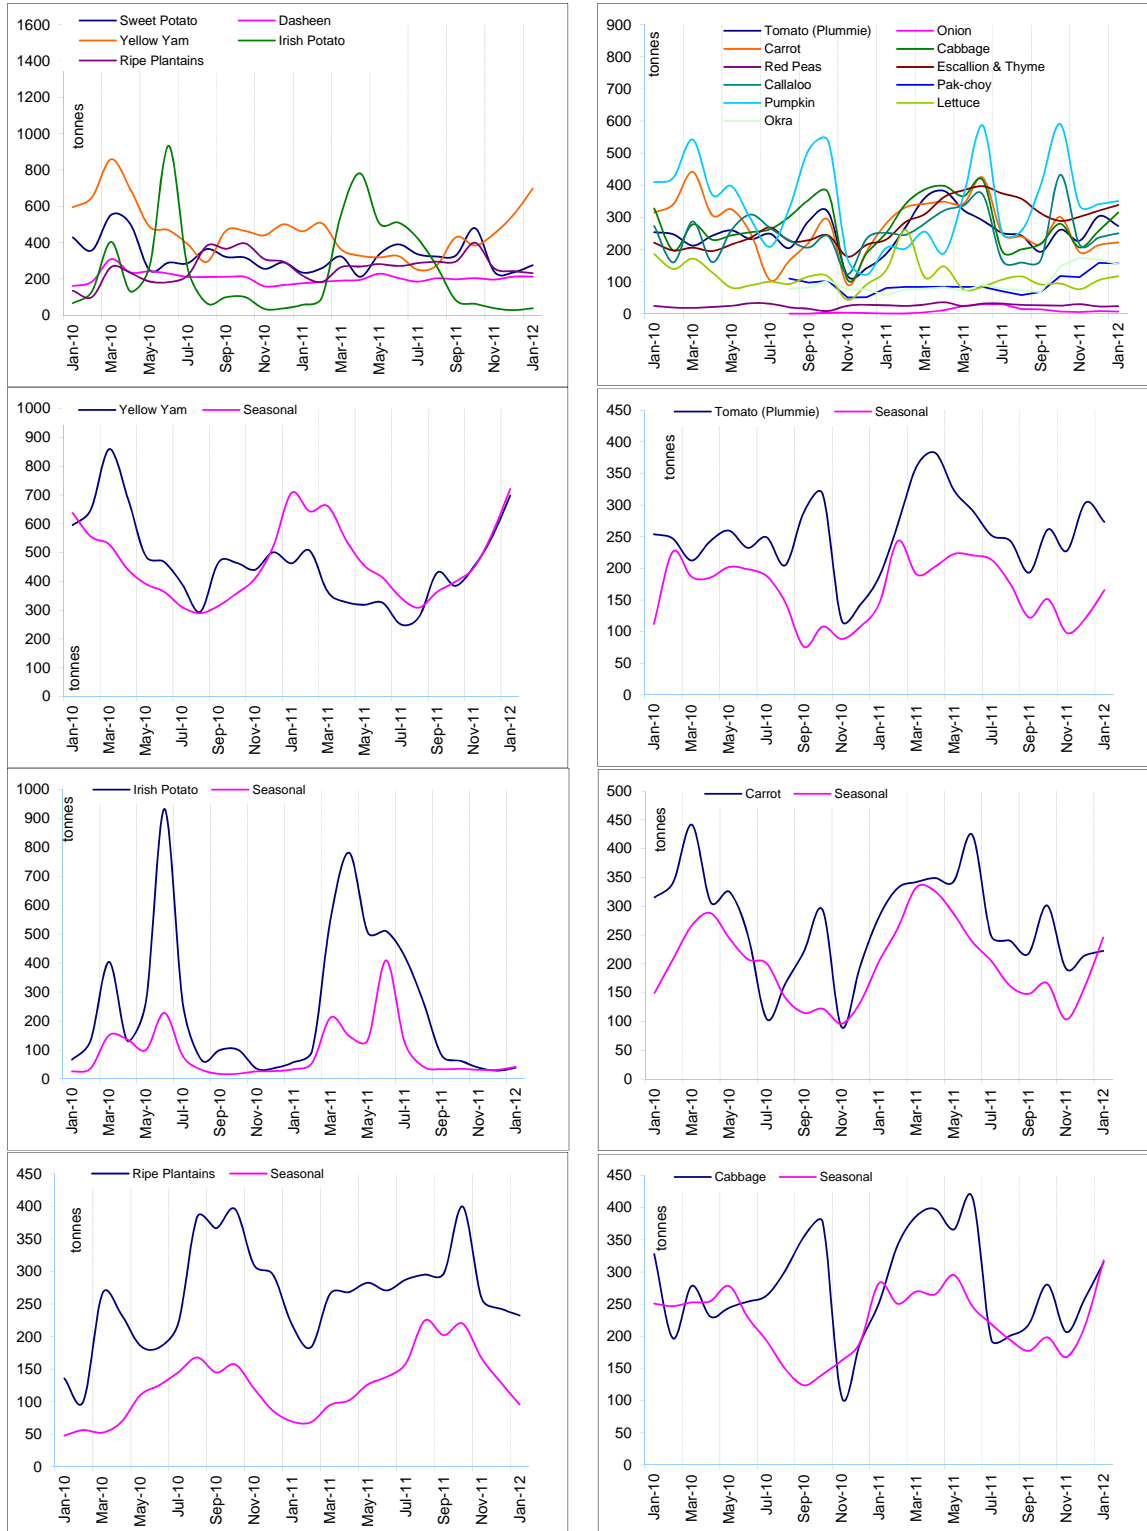 1600
1400
1200
1000
800
600
400
200
0
tonnes
Sweet Potato
Dasheen
Yellow Yam
Irish Potato
Ripe Plantains
Jan-10
Mar-10
May-10
Jul-10
Sep-10
Nov-10
Jan-11
Mar-11
May-11
Jul-11
Sep-11
Nov-11
Jan-12
900
800
700
600
500
400
300
200
100
0
tonnes
Tomato (Plummie)
Onion
Carrot
Cabbage
Red Peas
Escallion & Thyme
Callaloo
Pak-choy
Pumpkin
Lettuce
Okra
Jan-10
Mar-10
May-10
Jul-10
Sep-10
Nov-10
Jan-11
Mar-11
May-11
Jul-11
Sep-11
Nov-11
Jan-12
1000
900
800
700
600
500
400
300
200
100
0
tonnes
Yellow Yam
Seasonal
Jan-10
Mar-10
May-10
Jul-10
Sep-10
Nov-10
Jan-11
Mar-11
May-11
Jul-11
Sep-11
Nov-11
Jan-12
450
400
350
300
250
200
150
100
50
0
tonnes
Tomato (Plummie)
Seasonal
Jan-10
Mar-10
May-10
Jul-10
Sep-10
Nov-10
Jan-11
Mar-11
May-11
Jul-11
Sep-11
Nov-11
Jan-12
1000
900
800
700
600
500
400
300
200
100
0
tonnes
Irish Potato
Seasonal
Jan-10
Mar-10
May-10
Jul-10
Sep-10
Nov-10
Jan-11
Mar-11
May-11
Jul-11
Sep-11
Nov-11
Jan-12
500
450
400
350
300
250
200
150
100
50
0
tonnes
Carrot
Seasonal
Jan-10
Mar-10
May-10
Jul-10
Sep-10
Nov-10
Jan-11
Mar-11
May-11
Jul-11
Sep-11
Nov-11
Jan-12
450
400
350
300
250
200
150
100
50
0
tonnes
Ripe Plantains
Seasonal
Jan-10
Mar-10
May-10
Jul-10
Sep-10
Nov-10
Jan-11
Mar-11
May-11
Jul-11
Sep-11
Nov-11
Jan-12
450
400
350
300
250
200
150
100
50
0
tonnes
Cabbage
Seasonal
Jan-10
Mar-10
May-10
Jul-10
Sep-10
Nov-10
Jan-11
Mar-11
May-11
Jul-11
Sep-11
Nov-11
Jan-12